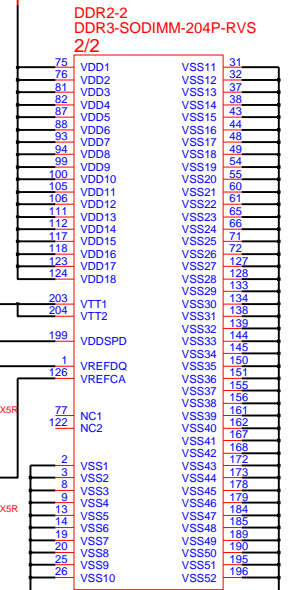 DDR2-2
DDR3-SODIMM-204P-RVS
2/2
75 VDD1 VSS11 31
76 VDD2 VSS12 32
81 VDD3 VSS13 37
82 VDD4 VSS14 38
87 VDD5 VSS15 43
88 VDD6 VSS16 44
93 VDD7 VSS17 48
94 VDD8 VSS18 49
99 VDD9 VSS19 54
100 VDD10 VSS20 55
105 VDD11 VSS21 60
106 VDD12 VSS22 61
111 VDD13 VSS23 65
112 VDD14 VSS24 66
117 VDD15 VSS25 71
118 VDD16 VSS26 72
123 VDD17 VSS27 127
124 VDD18 VSS28 128
VSS29 133
203 VTT1 VSS30 134
204 VTT2 VSS31 138
VSS32 139
199 VDDSPD VSS33 144
VSS34 145
1 VREFDQ VSS35 150
126 VREFCA VSS36 151
VSS37 155
VSS38 156
X5R 77 NC1 VSS39 161
122 NC2 VSS40 162
VSS41 167
VSS42 168
2 VSS1 VSS43 172
3 VSS2 VSS44 173
8 VSS3 VSS45 178
9 VSS4 VSS46 179
X5R 13 VSS5 VSS47 184
14 VSS6 VSS48 185
19 VSS7 VSS49 189
20 VSS8 VSS50 190
25 VSS9 VSS51 195
26 VSS10 VSS52 196